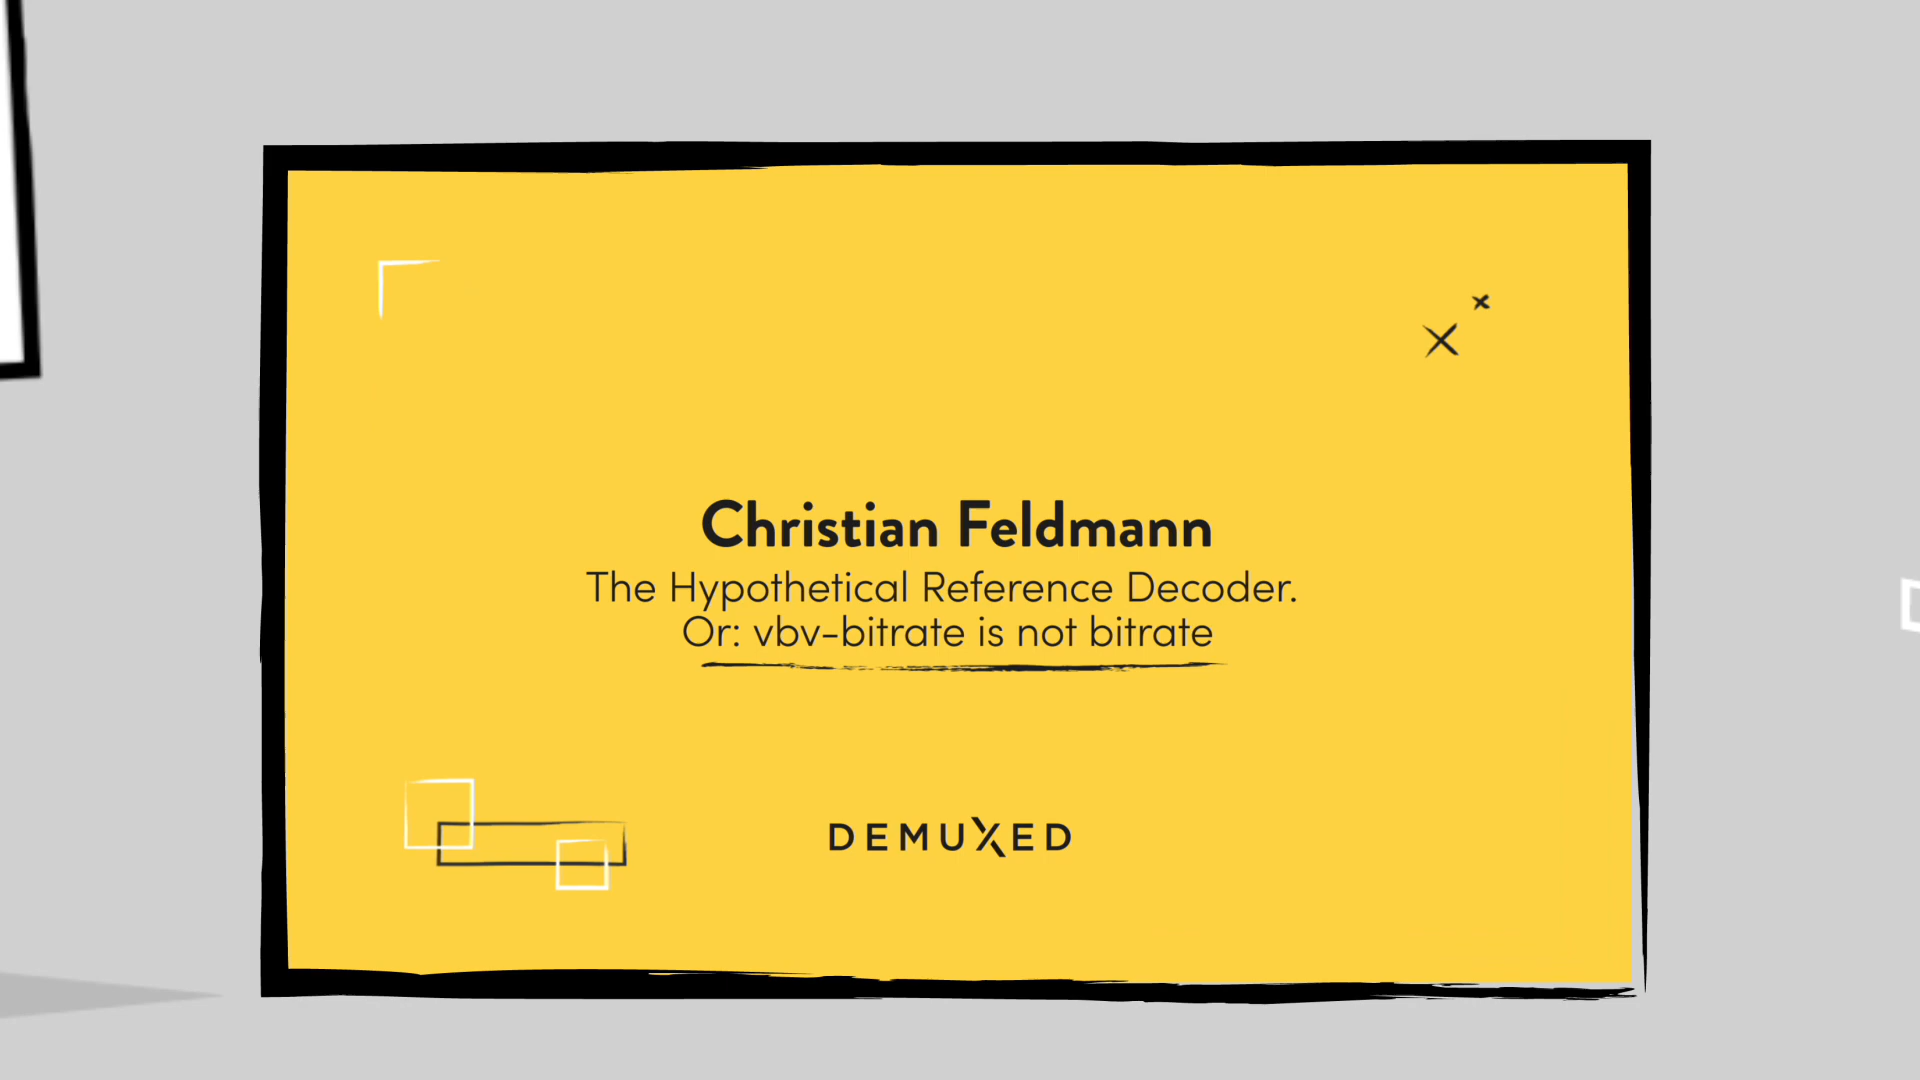 Christian Feldmann
The Hypothetical Reference Decoder.
Or: vbv-bitrate is not bitrate
DEMUXED